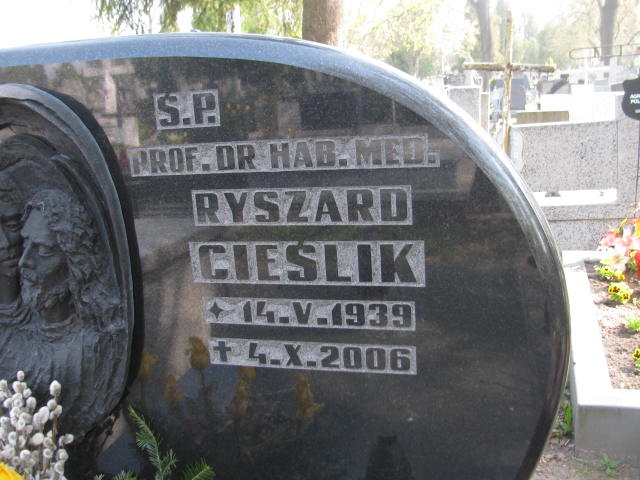 Ś.P.
PROF. DR HAB. MED.
RYSZARD
CIEŚLIK
14.V.1939
✝ 4.X.2006